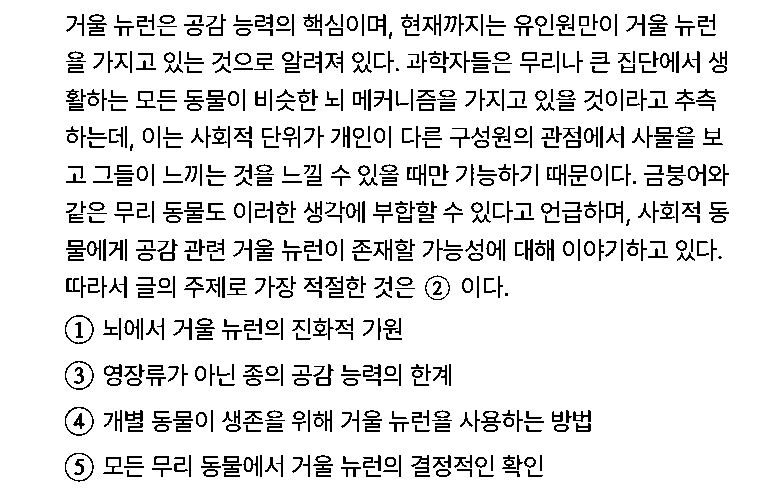 거울 뉴런은 공감 능력의 핵심이며, 현재까지는 유인원만이 거울 뉴런
을 가지고 있는 것으로 알려져 있다. 과학자들은 무리나 큰 집단에서 생
활하는 모든 동물이 비슷한 뇌 메커니즘을 가지고 있을 것이라고 추측
하는데, 이는 사회적 단위가 개인이 다른 구성원의 관점에서 사물을 보
고 그들이 느끼는 것을 느낄 수 있을 때만 가능하기 때문이다. 금붕어와
같은 무리 동물도 이러한 생각에 부합할 수 있다고 언급하며, 사회적 동
물에게 공감 관련 거울 뉴런이 존재할 가능성에 대해 이야기하고 있다.
따라서 글의 주제로 가장 적절한 것은 ② 이다.
① 뇌에서 거울 뉴런의 진화적 기원
③ 영장류가 아닌 종의 공감 능력의 한계
④ 개별 동물이 생존을 위해 거울 뉴런을 사용하는 방법
⑤ 모든 무리 동물에서 거울 뉴런의 결정적인 확인